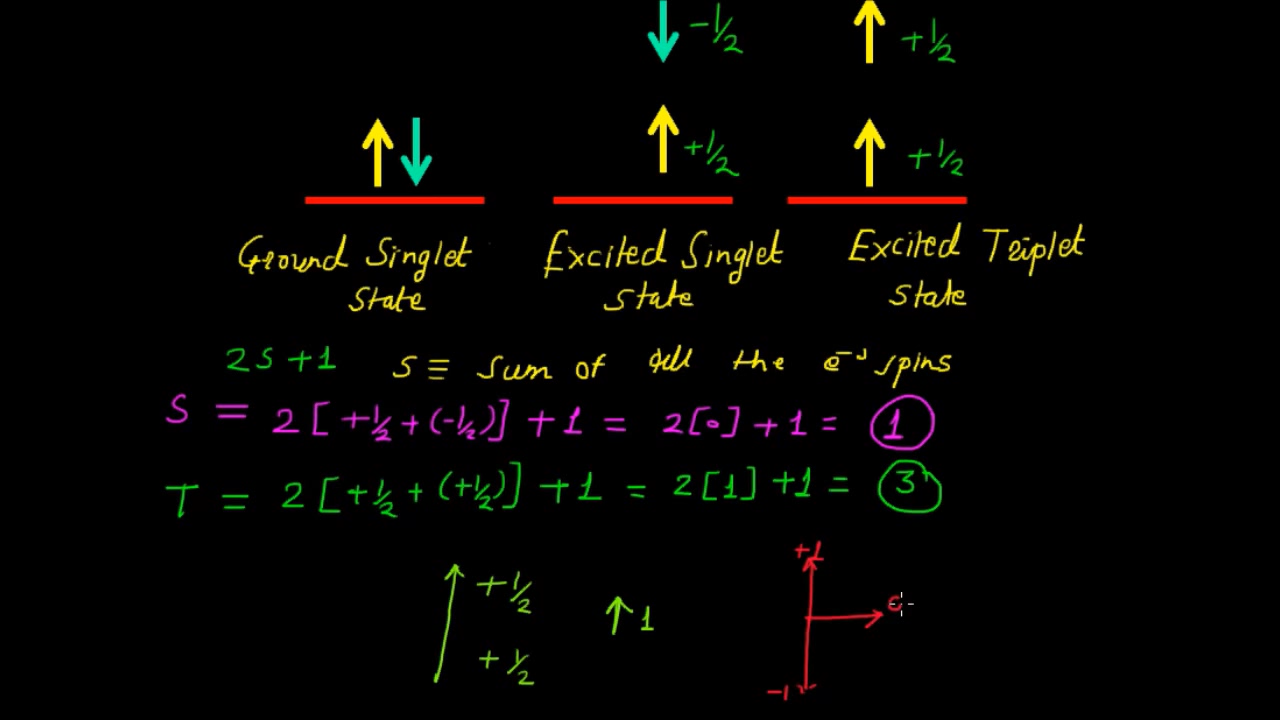 -1/2 +1/2
+1/2 +1/2
Ground Singlet State
Excited Singlet State
Excited Triplet State
2S+1 S ≡ Sum of all the e⁻s spins
S = 2[+1/2+(-1/2)]+1 = 2[0]+1 = 1
T = 2[+1/2+(+1/2)]+1 = 2[1]+1 = 3
+1/2
+1/2
1
+1
0
-1